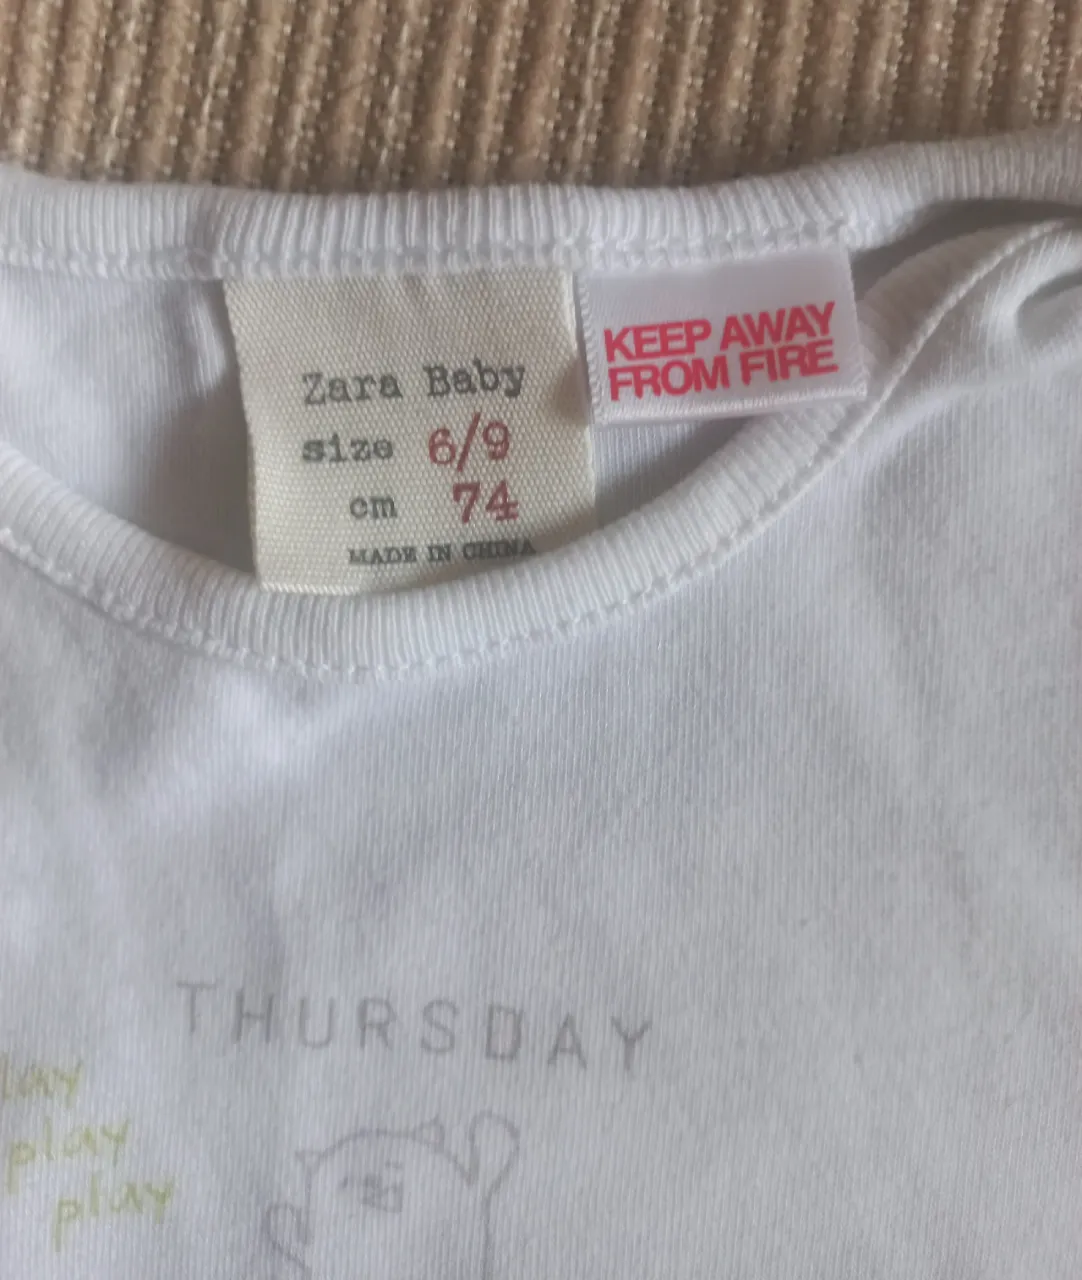 Zara Baby
size 6/9
cm 74
MADE IN CHINA
KEEP AWAY
FROM FIRE
THURSDAY
play
play